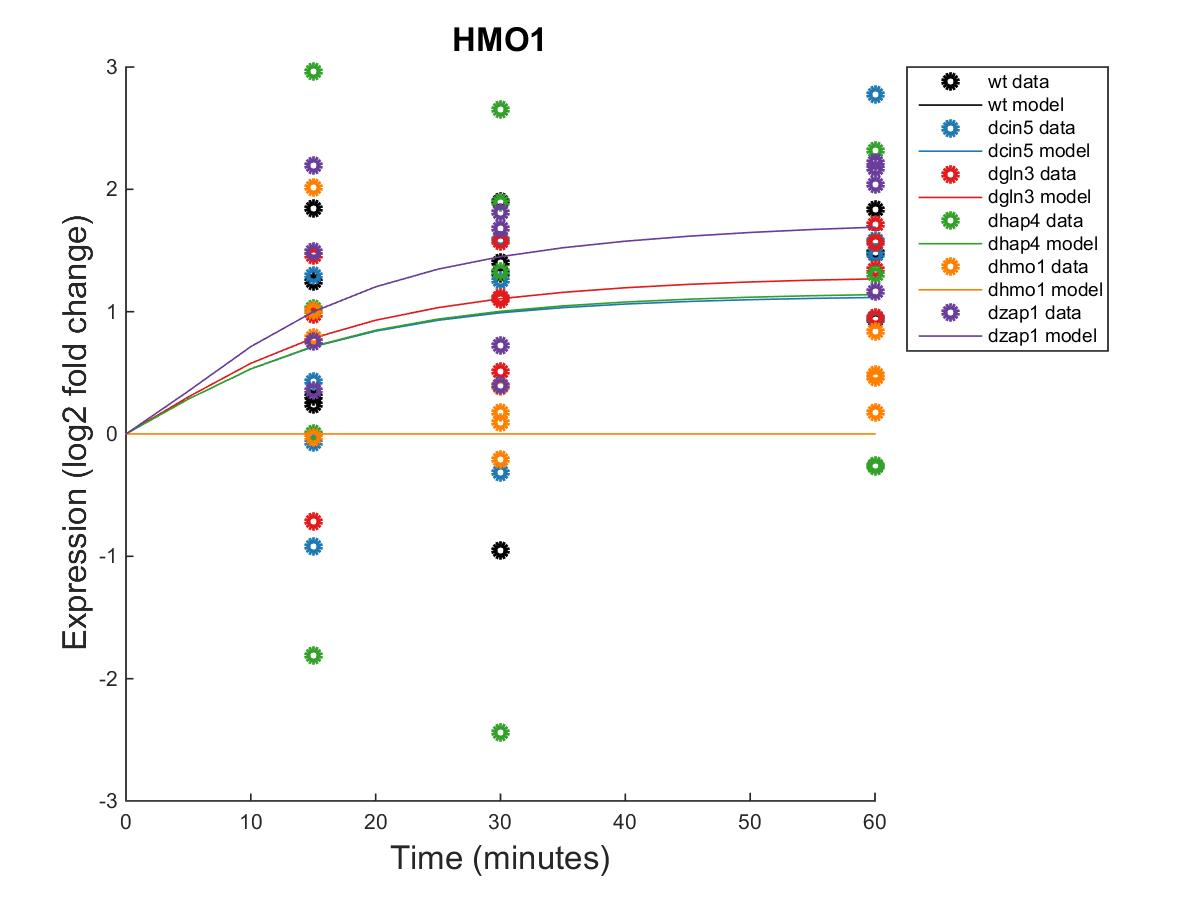 HMO1
Expression (log2 fold change)
3
2
1
0
-1
-2
-3
0 10 20 30 40 50 60
Time (minutes)
wt data
wt model
dcin5 data
dcin5 model
dgln3 data
dgln3 model
dhap4 data
dhap4 model
dhmo1 data
dhmo1 model
dzap1 data
dzap1 model